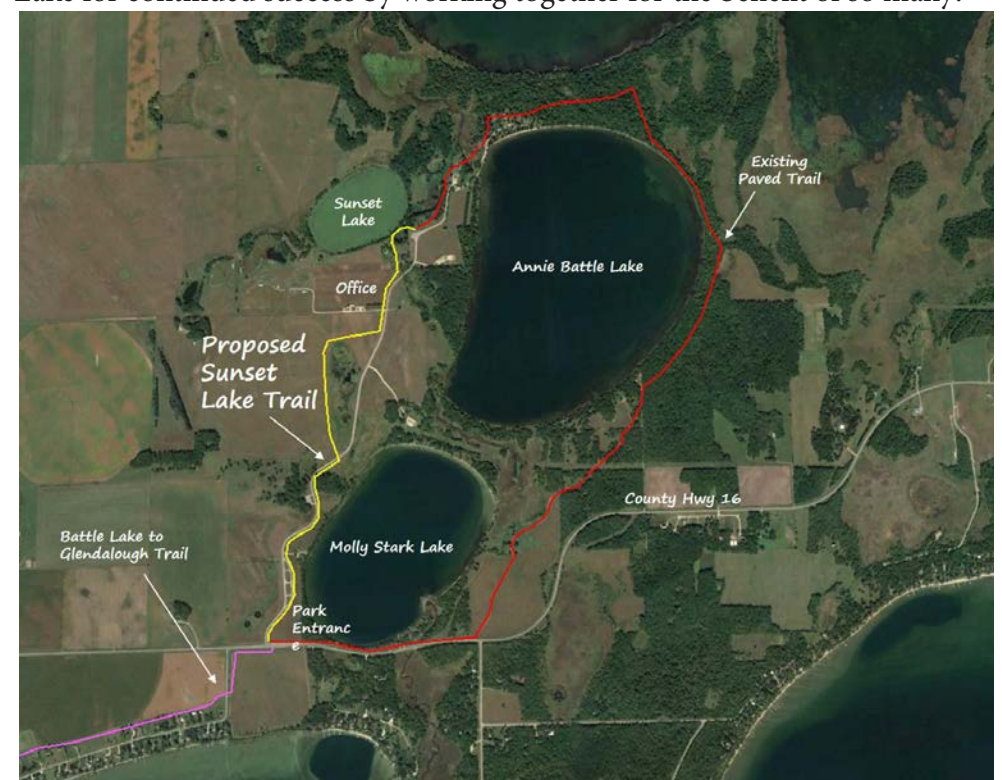 Lake for continued success by working together for the benefit of so many!
Existing
Paved Trail
Sunset
Lake
Annie Battle Lake
Office
Proposed
Sunset
Lake Trail
County Hwy 16
Battle Lake to
Glendalough Trail
Molly Stark Lake
Park
Entranc
e